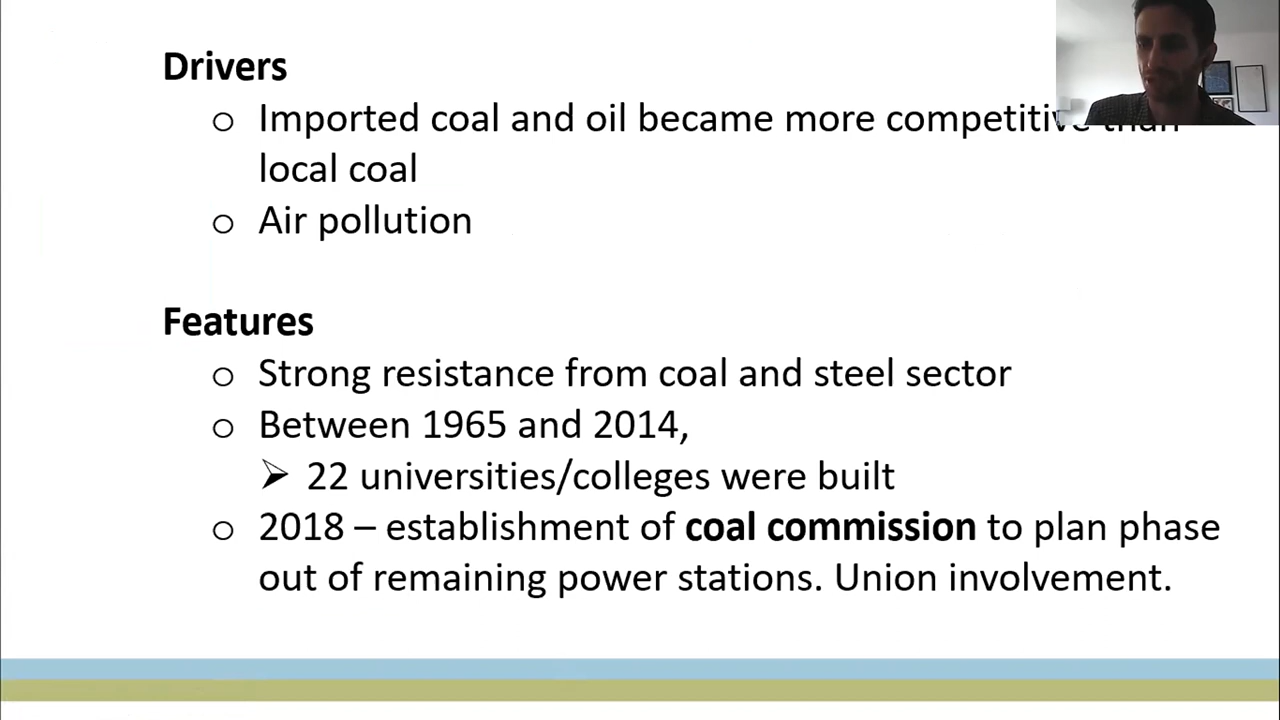 Drivers
o Imported coal and oil became more competitive than
local coal
o Air pollution
Features
o Strong resistance from coal and steel sector
o Between 1965 and 2014,
➢ 22 universities/colleges were built
o 2018 – establishment of coal commission to plan phase
out of remaining power stations. Union involvement.